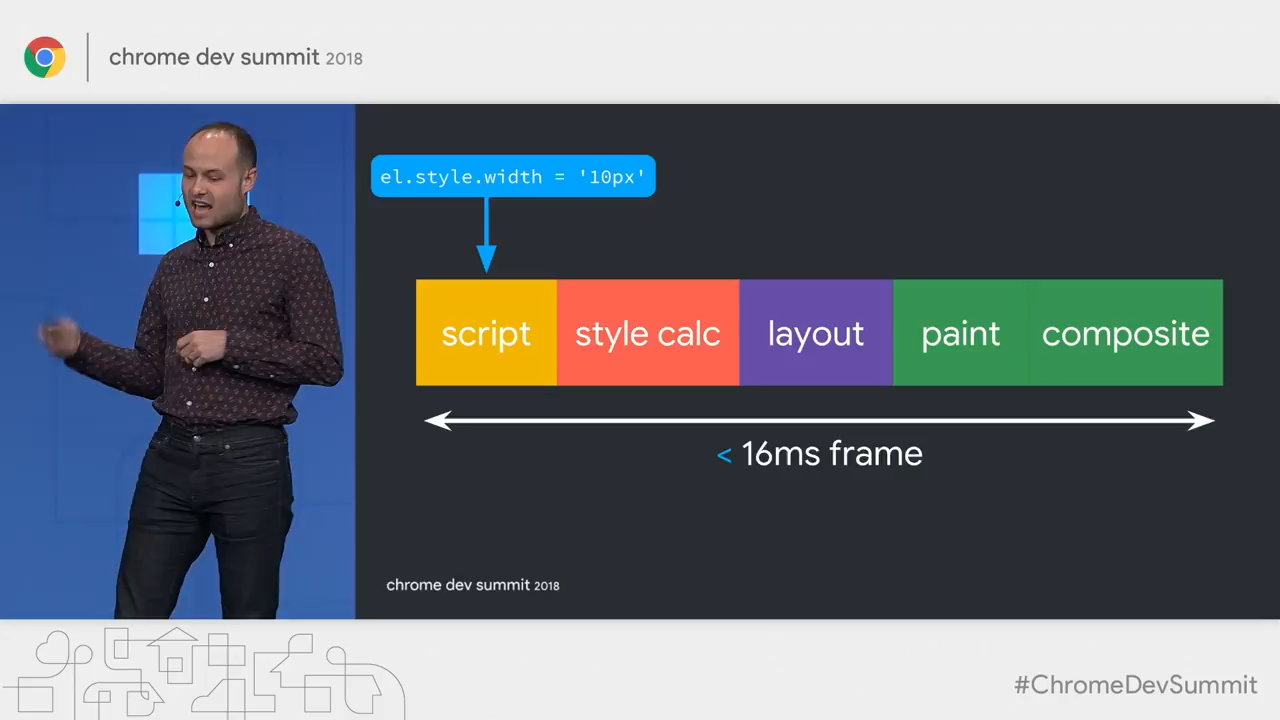 chrome dev summit 2018
el.style.width = '10px'
script style calc layout paint composite
< 16ms frame
chrome dev summit 2018
#ChromeDevSummit